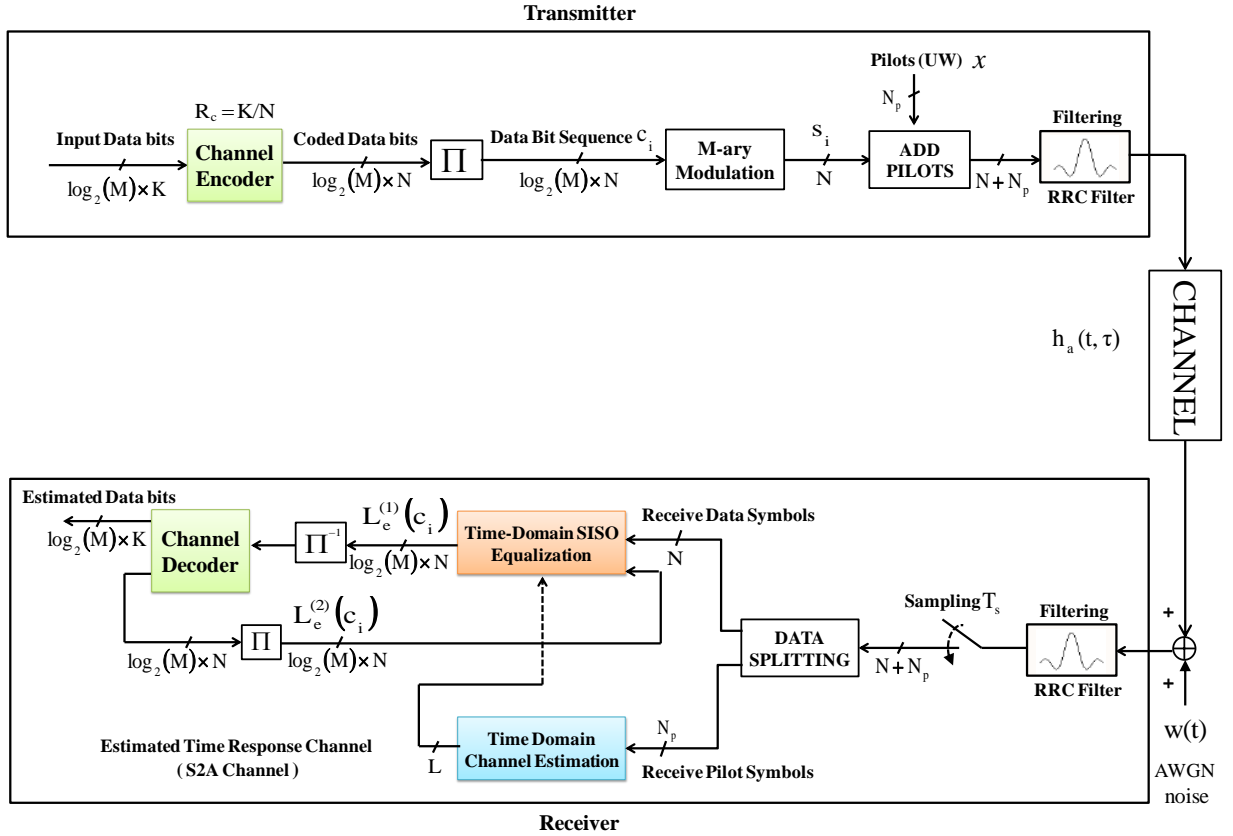 Transmitter
Pilots (UW) x
N_p
R_c = K/N
Filtering
Input Data bits
Channel
Encoder
Coded Data bits
Π
Data Bit Sequence c_i
M-ary
Modulation
s_i
ADD
PILOTS
log_2(M)×K
log_2(M)×N
log_2(M)×N
N
N + N_p
RRC Filter
CHANNEL
h_a(t, τ)
Estimated Data bits
log_2(M)×K
Channel
Decoder
Π^-1
L_e^(1)(c_i)
log_2(M)×N
Time-Domain SISO
Equalization
Receive Data Symbols
N
L_e^(2)(c_i)
log_2(M)×N
Π
log_2(M)×N
DATA
SPLITTING
Sampling T_s
N + N_p
Filtering
RRC Filter
+
+
w(t)
AWGN
noise
Estimated Time Response Channel
( S2A Channel )
L
Time Domain
Channel Estimation
N_p
Receive Pilot Symbols
Receiver